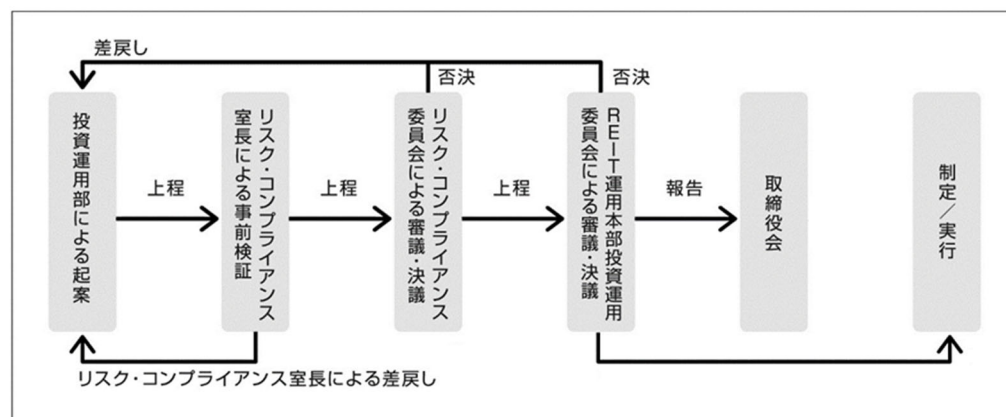 差戻し
否決
否決
投資運用部による起案
上程
リスク・コンプライアンス
室長による事前検証
上程
リスク・コンプライアンス
委員会による審議・決議
上程
REIT運用本部投資運用
委員会による審議・決議
報告
取締役会
制定／実行
リスク・コンプライアンス室長による差戻し